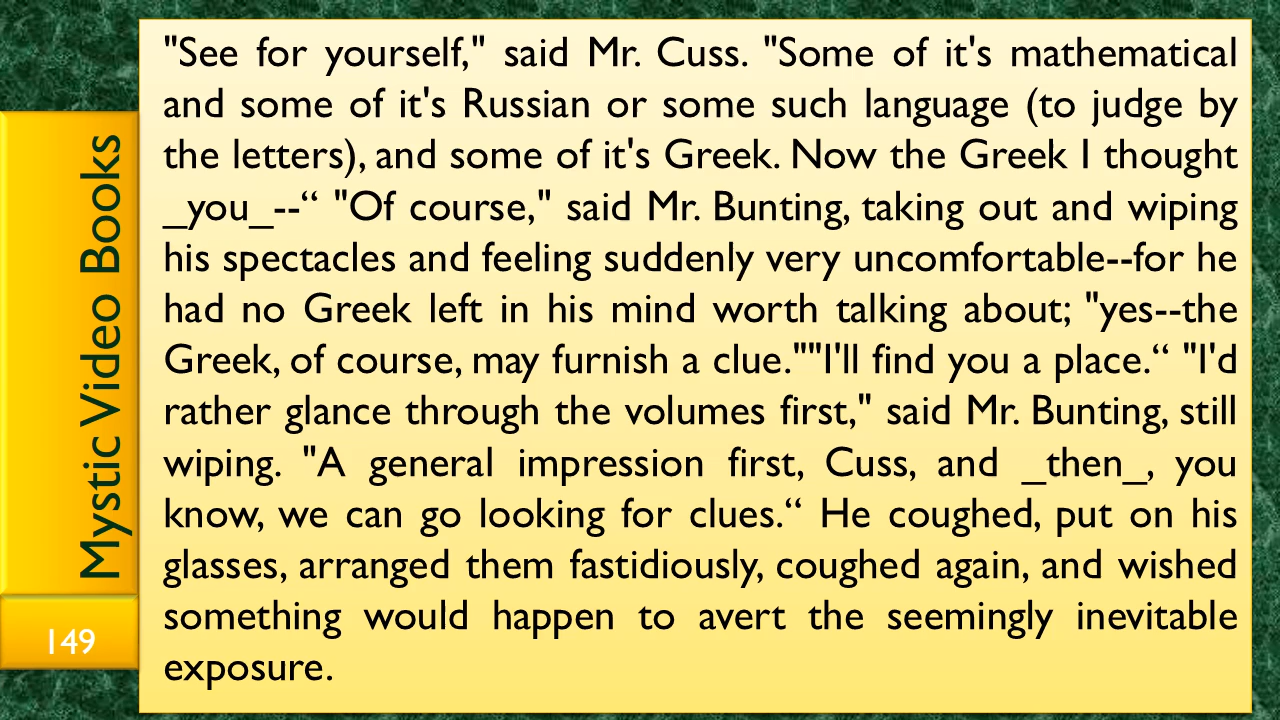 "See for yourself," said Mr. Cuss. "Some of it's mathematical
and some of it's Russian or some such language (to judge by
the letters), and some of it's Greek. Now the Greek I thought
_you_--“ "Of course," said Mr. Bunting, taking out and wiping
his spectacles and feeling suddenly very uncomfortable--for he
had no Greek left in his mind worth talking about; "yes--the
Greek, of course, may furnish a clue.""I'll find you a place.“ "I'd
rather glance through the volumes first," said Mr. Bunting, still
wiping. "A general impression first, Cuss, and _then_, you
know, we can go looking for clues.“ He coughed, put on his
glasses, arranged them fastidiously, coughed again, and wished
something would happen to avert the seemingly inevitable
exposure.
Mystic Video Books
149